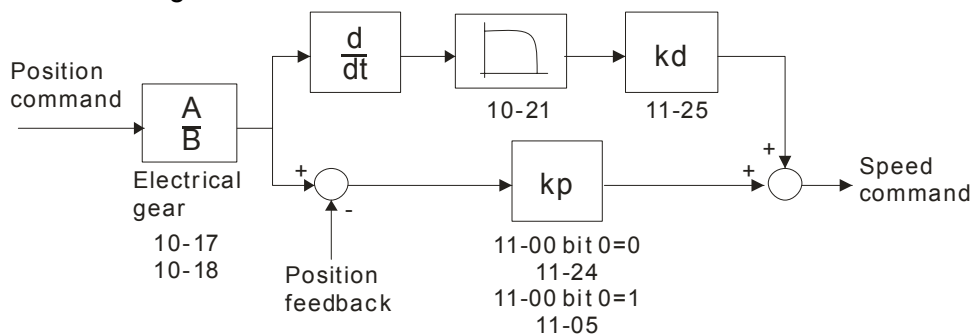 d
dt
kd
10-21
11-25
Position
command
A
B
Electrical
gear
10-17
10-18
+
-
Position
feedback
kp
11-00 bit 0=0
11-24
11-00 bit 0=1
11-05
+
+
Speed
command